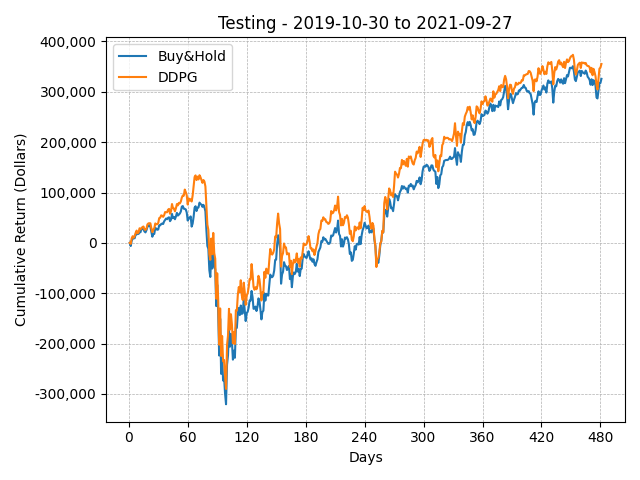 Testing - 2019-10-30 to 2021-09-27
Cumulative Return (Dollars)
400,000
300,000
200,000
100,000
0
-100,000
-200,000
-300,000
Buy&Hold
DDPG
0 60 120 180 240 300 360 420 480
Days